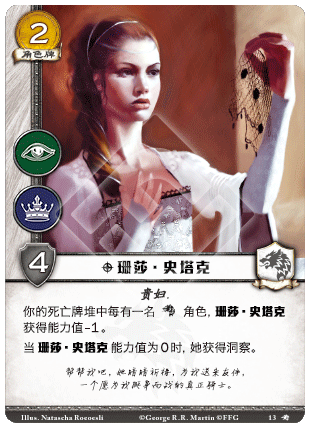 2
角色牌
4
珊莎·史塔克
贵妇.
你的死亡牌堆中每有一名 角色, 珊莎·史塔克
获得能力值-1。
当 珊莎·史塔克 能力值为0时, 她获得洞察。
帮帮我吧, 她暗暗祈祷, 为我送来友伴,
一个愿为我斯事而战的真正骑士。
Illus. Natascha Roeoesli ©George R.R. Martin ©FFG 13